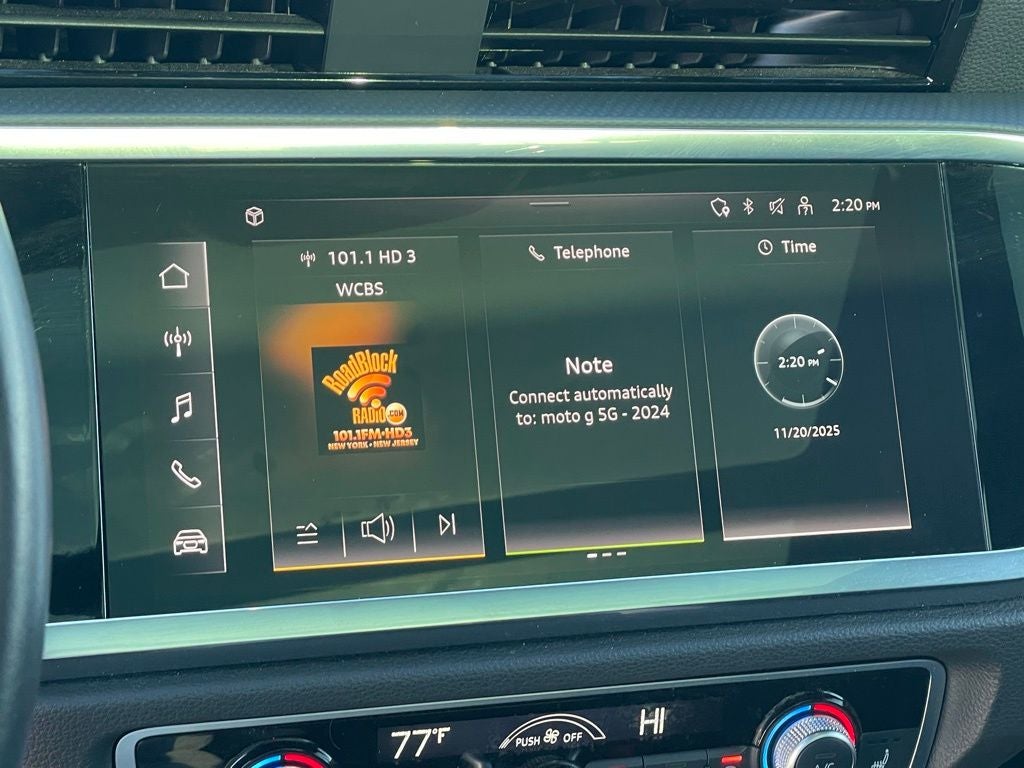 2:20 PM
101.1 HD 3
WCBS
RoadBlock
RADIO.COM
101.1FM•HD3
NEW YORK • NEW JERSEY
Telephone
Note
Connect automatically
to: moto g 5G - 2024
Time
2:20 PM
11/20/2025
77°F
PUSH OFF
HI
A/C